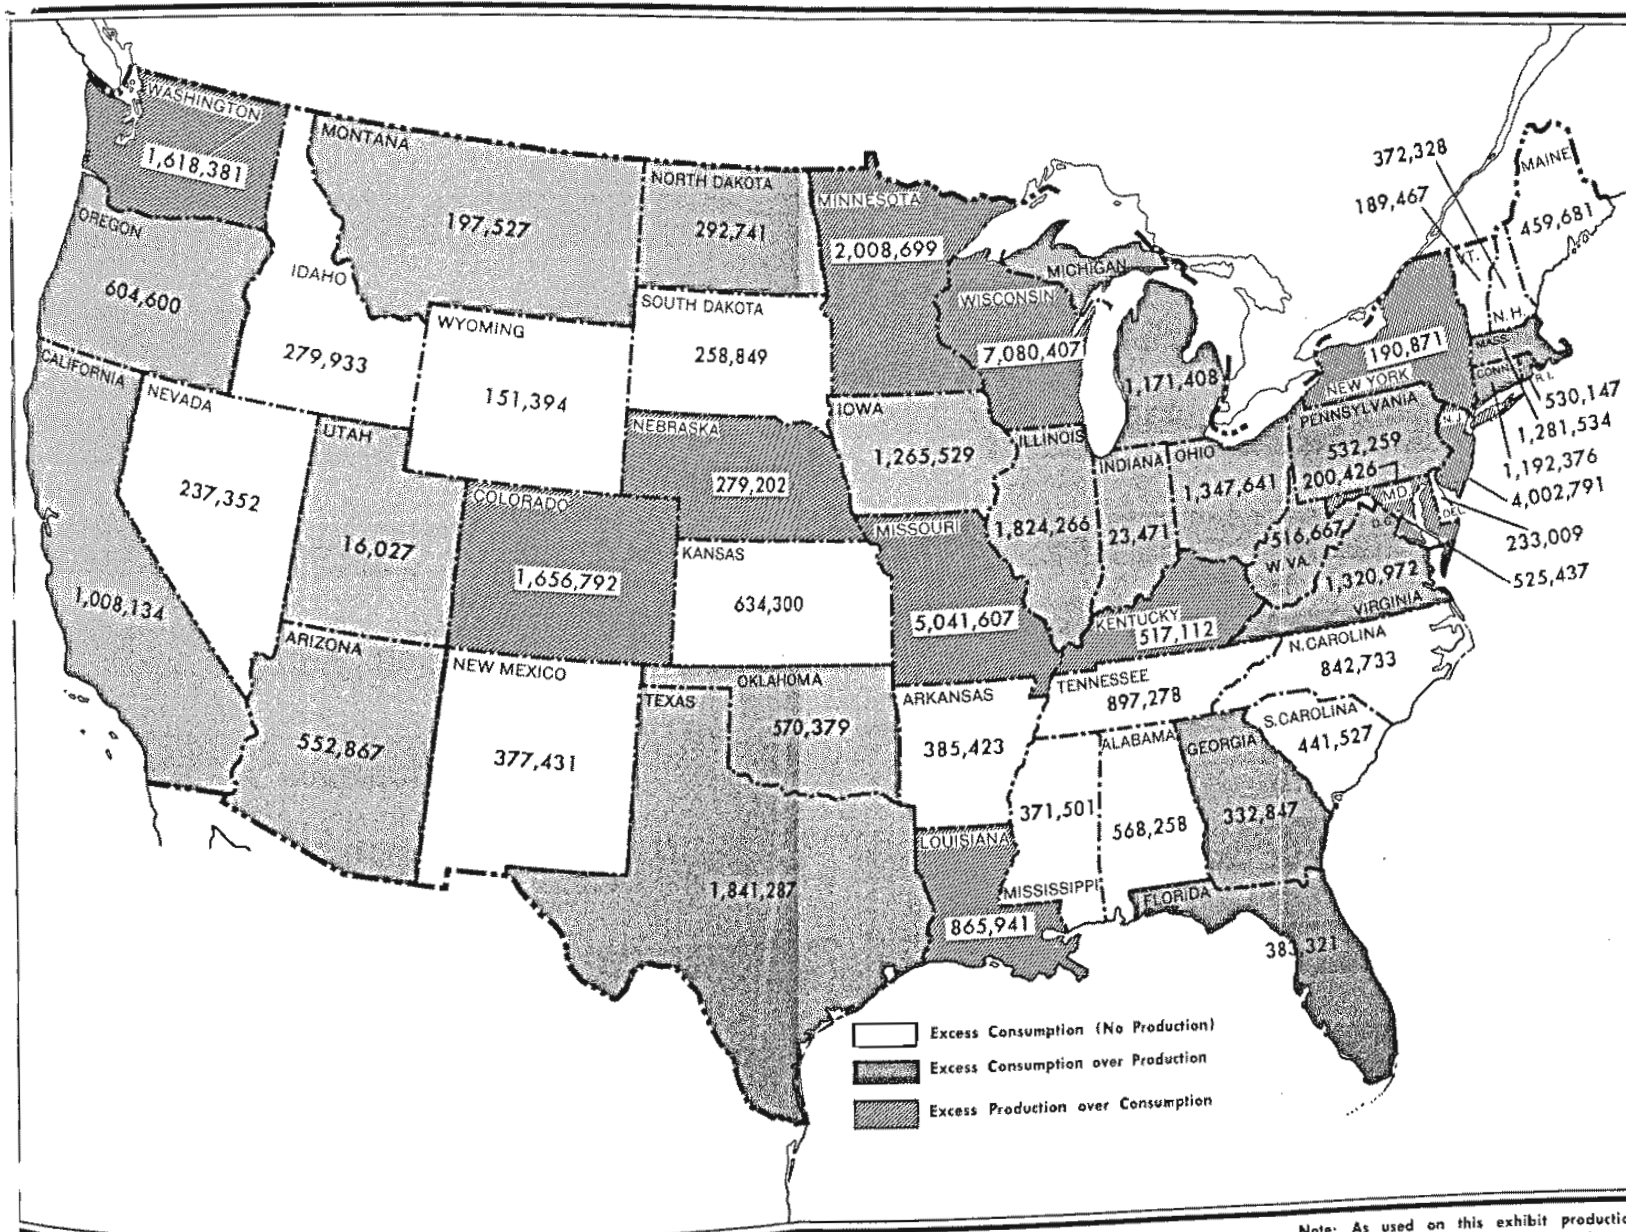 WASHINGTON
1,618,381
MONTANA
197,527
NORTH DAKOTA
292,741
MINNESOTA
2,008,699
OREGON
604,600
IDAHO
279,933
WYOMING
151,394
SOUTH DAKOTA
258,849
WISCONSIN
7,080,407
MICHIGAN
1,171,408
372,328
189,467
MAINE
459,681
VT.
N.H.
190,871
NEW YORK
MASS.
CONN.
R.I.
530,147
1,281,534
1,192,376
4,002,791
233,009
525,437
CALIFORNIA
1,008,134
NEVADA
237,352
UTAH
16,027
COLORADO
1,656,792
NEBRASKA
279,202
IOWA
1,265,529
ILLINOIS
1,824,266
INDIANA
23,471
OHIO
1,347,641
PENNSYLVANIA
532,259
200,426
N.J.
MD.
D.C.
DEL.
516,667
W.VA.
1,320,972
VIRGINIA
KANSAS
634,300
MISSOURI
5,041,607
KENTUCKY
517,112
ARIZONA
552,867
NEW MEXICO
377,431
TEXAS
1,841,287
OKLAHOMA
570,379
ARKANSAS
385,423
TENNESSEE
897,278
N.CAROLINA
842,733
S.CAROLINA
441,527
ALABAMA
568,258
GEORGIA
332,847
371,501
MISSISSIPPI
LOUISIANA
865,941
FLORIDA
383,321
Excess Consumption (No Production)
Excess Consumption over Production
Excess Production over Consumption
Note: As used on this exhibit productio